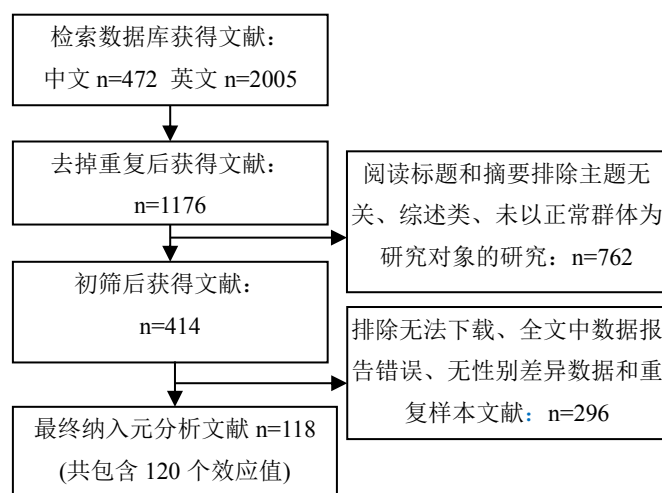 检索数据库获得文献：
中文 n=472 英文 n=2005
去掉重复后获得文献：
n=1176
阅读标题和摘要排除主题无
关、综述类、未以正常群体为
研究对象的研究：n=762
初筛后获得文献：
n=414
排除无法下载、全文中数据报
告错误、无性别差异数据和重
复样本文献：n=296
最终纳入元分析文献 n=118
(共包含 120 个效应值)